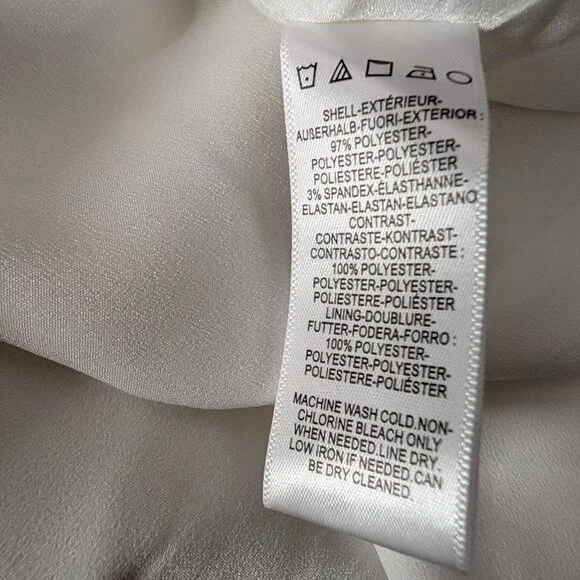 SHELL-EXTÉRIEUR-
AUßERHALB-FUORI-EXTERIOR :
97% POLYESTER-
POLYESTER-POLYESTER-
POLIESTERE-POLIÉSTER
3% SPANDEX-ÉLASTHANNE-
ELASTAN-ELASTAN-ELASTANO
CONTRAST-
CONTRASTE-KONTRAST-
CONTRASTO-CONTRASTE :
100% POLYESTER-
POLYESTER-POLYESTER-
POLIESTERE-POLIÉSTER
LINING-DOUBLURE-
FUTTER-FODERA-FORRO :
100% POLYESTER-
POLYESTER-POLYESTER-
POLIESTERE-POLIÉSTER
MACHINE WASH COLD.NON-
CHLORINE BLEACH ONLY
WHEN NEEDED.LINE DRY.
LOW IRON IF NEEDED.CAN
BE DRY CLEANED.